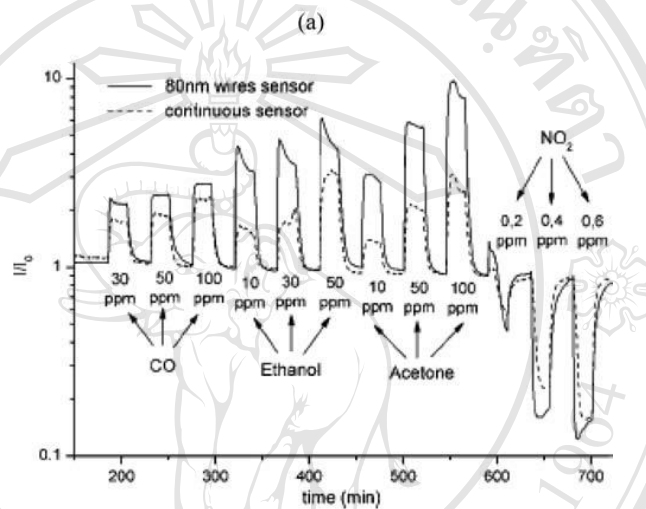 (a)
10
80nm wires sensor
continuous sensor
NO₂
0,2 0,4 0,6
ppm ppm ppm
I/I₀
1
30 50 100 10 30 50 10 50 100
ppm ppm ppm ppm ppm ppm ppm ppm ppm
CO Ethanol Acetone
0.1
200 300 400 500 600 700
time (min)
1904